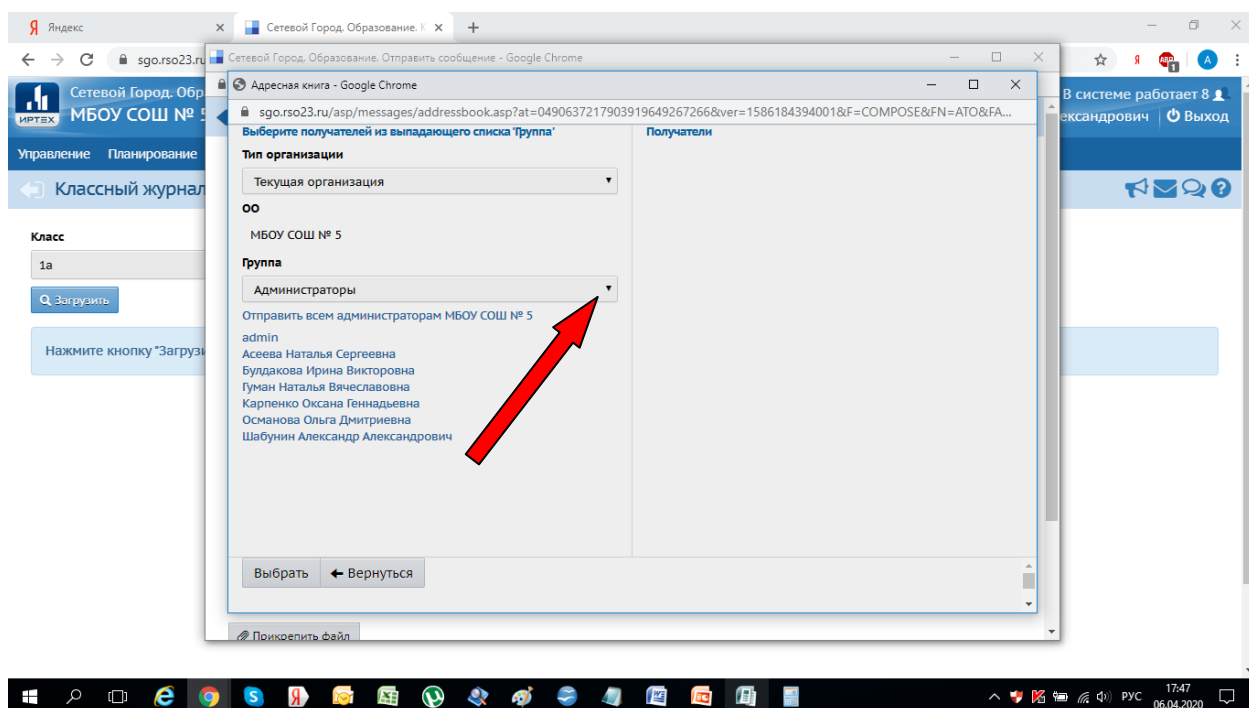 Яндекс
Сетевой Город. Образование. К
sgo.rso23.ru
Сетевой Город. Образование. Отправить сообщение - Google Chrome
Сетевой Город. Обр
МБОУ СОШ №
ИРТЕХ
В системе работает 8
ександрович
Выход
Адресная книга - Google Chrome
sgo.rso23.ru/asp/messages/addressbook.asp?at=0490637217903919649267266&ver=1586184394001&F=COMPOSE&FN=ATO&FA...
Управление Планирование
Классный журнал
Класс
1а
Загрузить
Нажмите кнопку "Загрузи
Выберите получателей из выпадающего списка 'Группа'
Получатели
Тип организации
Текущая организация
ОО
МБОУ СОШ № 5
Группа
Администраторы
Отправить всем администраторам МБОУ СОШ № 5
admin
Асеева Наталья Сергеевна
Булдакова Ирина Викторовна
Гуман Наталья Вячеславовна
Карпенко Оксана Геннадьевна
Османова Ольга Дмитриевна
Шабунин Александр Александрович
Выбрать
Вернуться
Прикрепить файл
РУС
17:47
06.04.2020